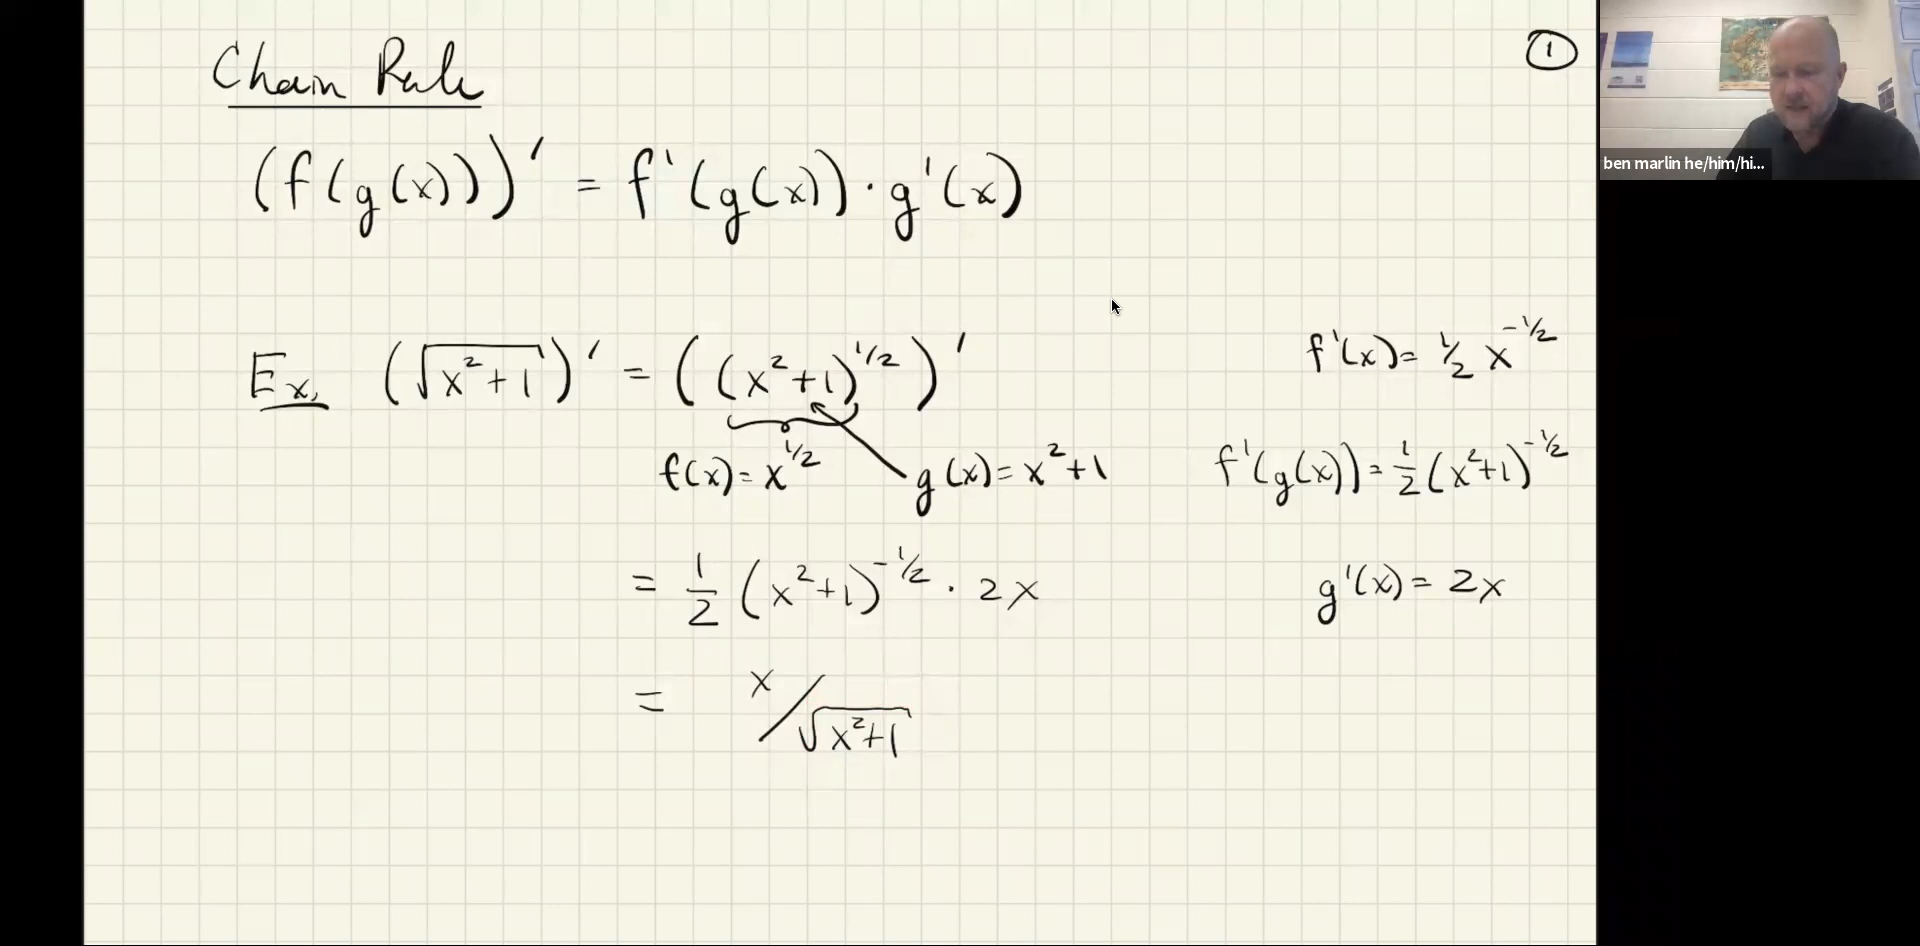 Chain Rule
①
(f(g(x)))' = f'(g(x)) · g'(x)
Ex. (√(x²+1))' = ((x²+1)^1/2)'
f'(x) = 1/2 x^-1/2
f(x) = x^1/2 g(x) = x²+1
f'(g(x)) = 1/2 (x²+1)^-1/2
= 1/2 (x²+1)^-1/2 · 2x
g'(x) = 2x
= x/√(x²+1)
ben marlin he/him/hi...